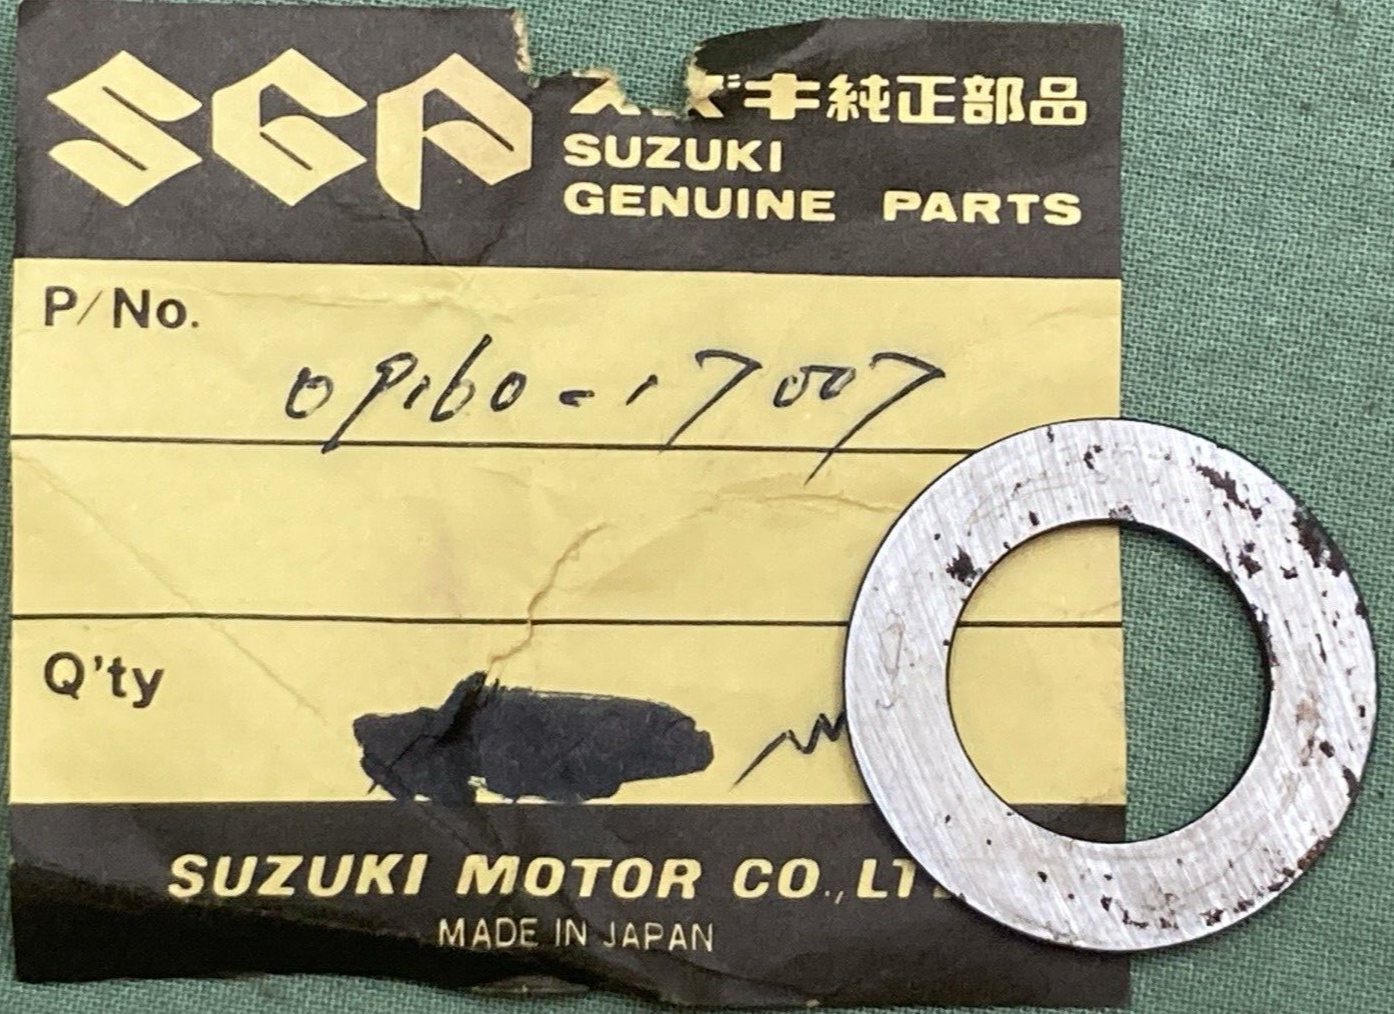 SGP
スズキ純正部品
SUZUKI
GENUINE PARTS
P/No.
09160-17007
Q'ty
SUZUKI MOTOR CO., LT
MADE IN JAPAN